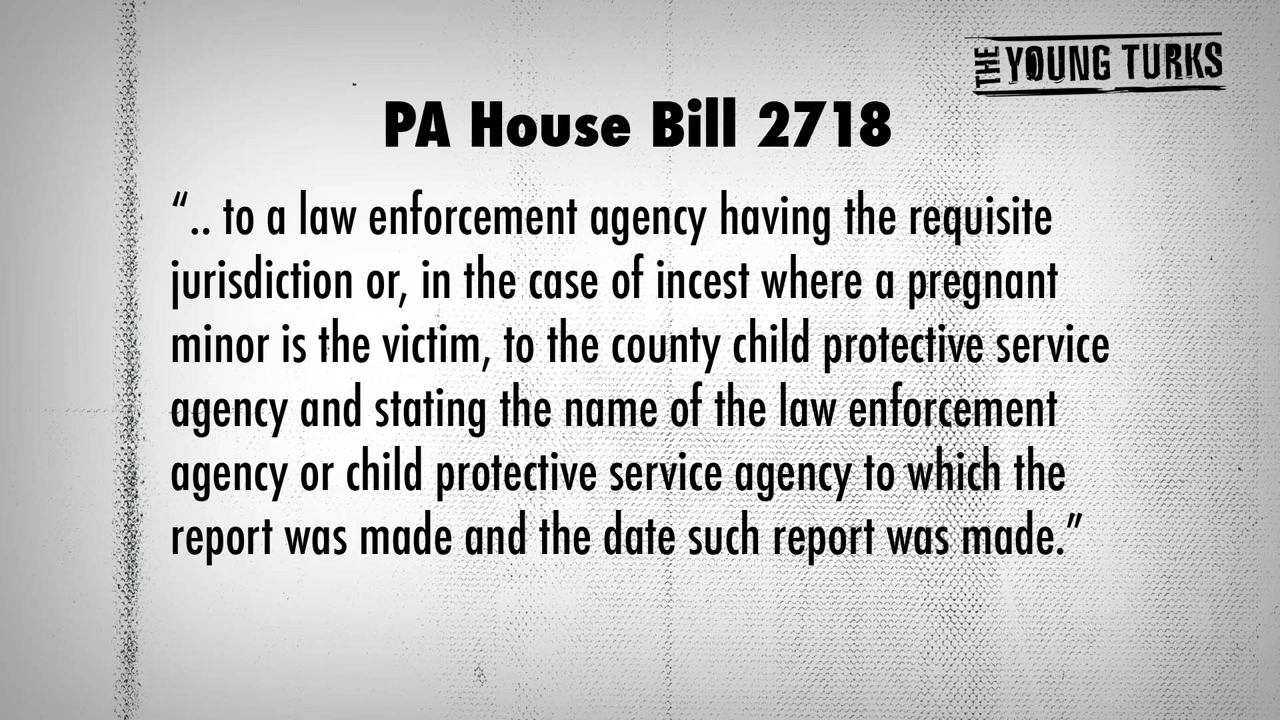 THE YOUNG TURKS
PA House Bill 2718
“.. to a law enforcement agency having the requisite
jurisdiction or, in the case of incest where a pregnant
minor is the victim, to the county child protective service
agency and stating the name of the law enforcement
agency or child protective service agency to which the
report was made and the date such report was made.”